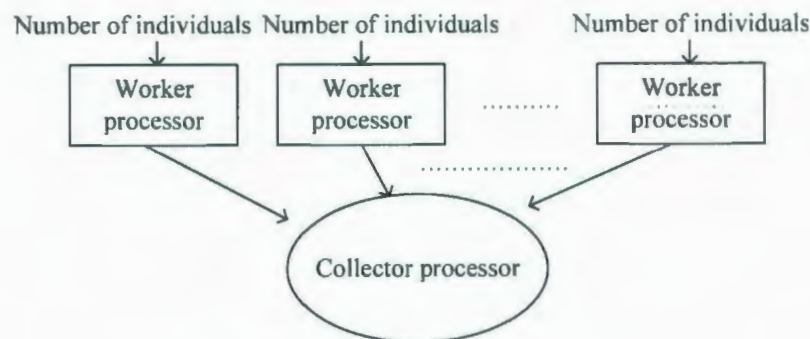 Number of individuals Number of individuals Number of individuals
Worker processor
Worker processor
Worker processor
Collector processor